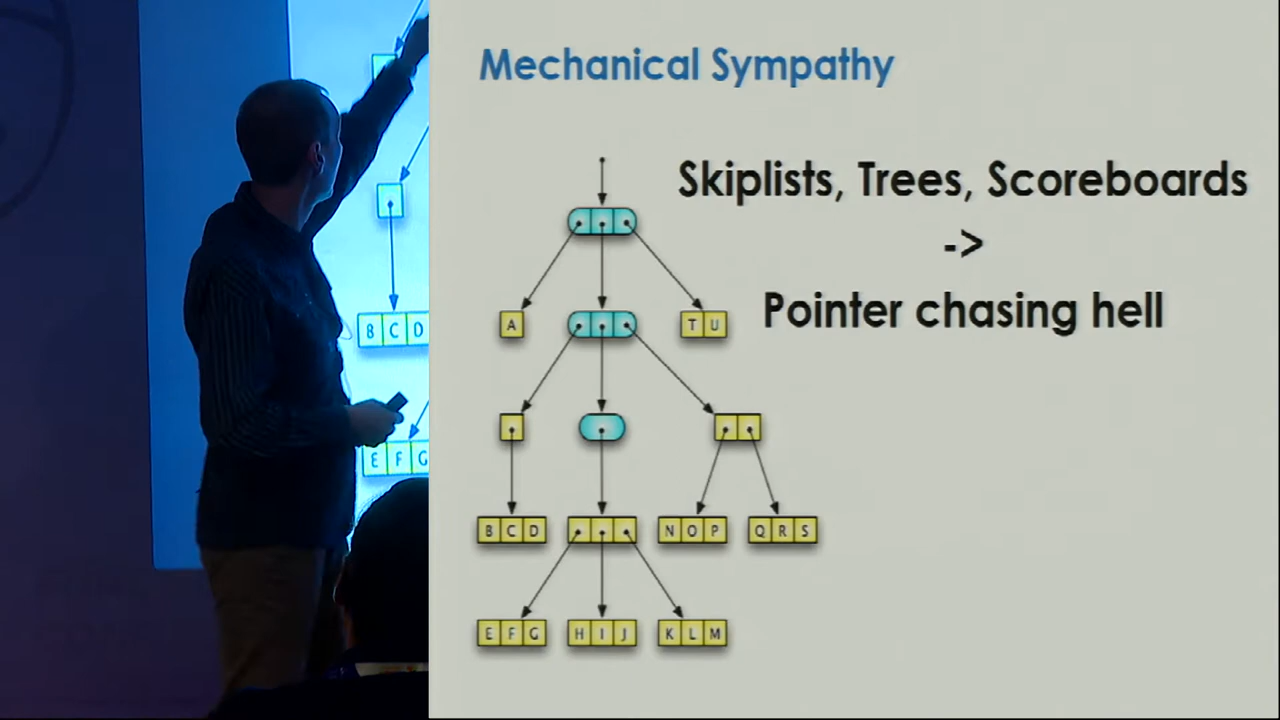 Mechanical Sympathy
Skiplists, Trees, Scoreboards
->
Pointer chasing hell
A
T U
B C D
N O P
Q R S
E F G
H I J
K L M
B C D
E F G